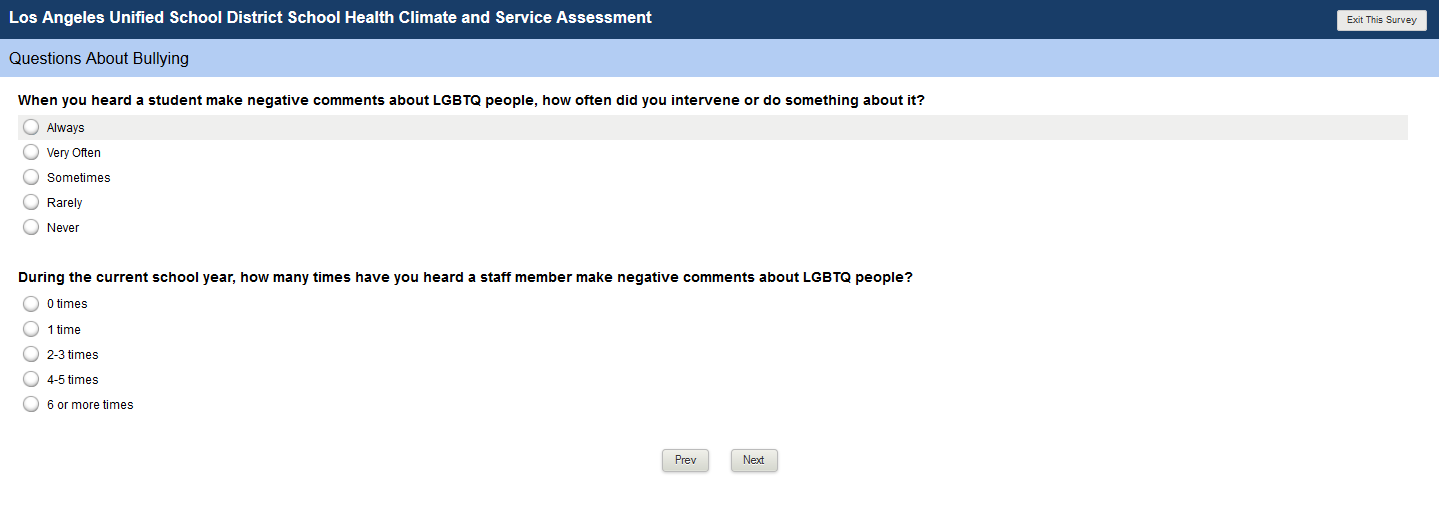 Los Angeles Unified School District School Health Climate and Service Assessment
Exit This Survey
Questions About Bullying
When you heard a student make negative comments about LGBTQ people, how often did you intervene or do something about it?
Always
Very Often
Sometimes
Rarely
Never
During the current school year, how many times have you heard a staff member make negative comments about LGBTQ people?
0 times
1 time
2-3 times
4-5 times
6 or more times
Prev Next